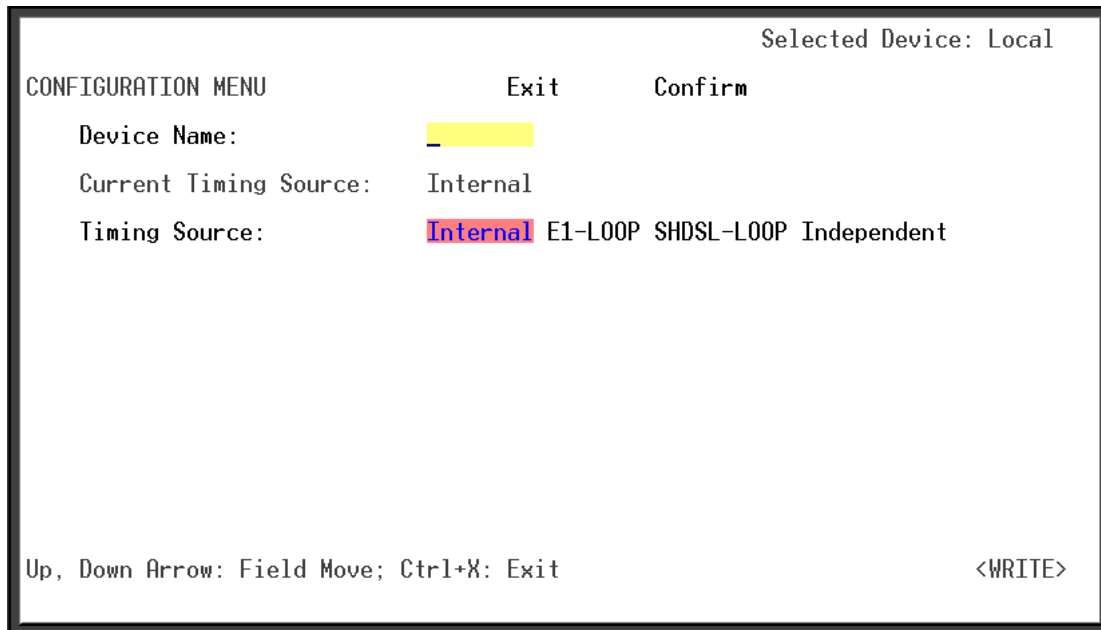 Selected Device: Local
CONFIGURATION MENU Exit Confirm
Device Name: _
Current Timing Source: Internal
Timing Source: Internal E1-LOOP SHDSL-LOOP Independent
Up, Down Arrow: Field Move; Ctrl+X: Exit <WRITE>